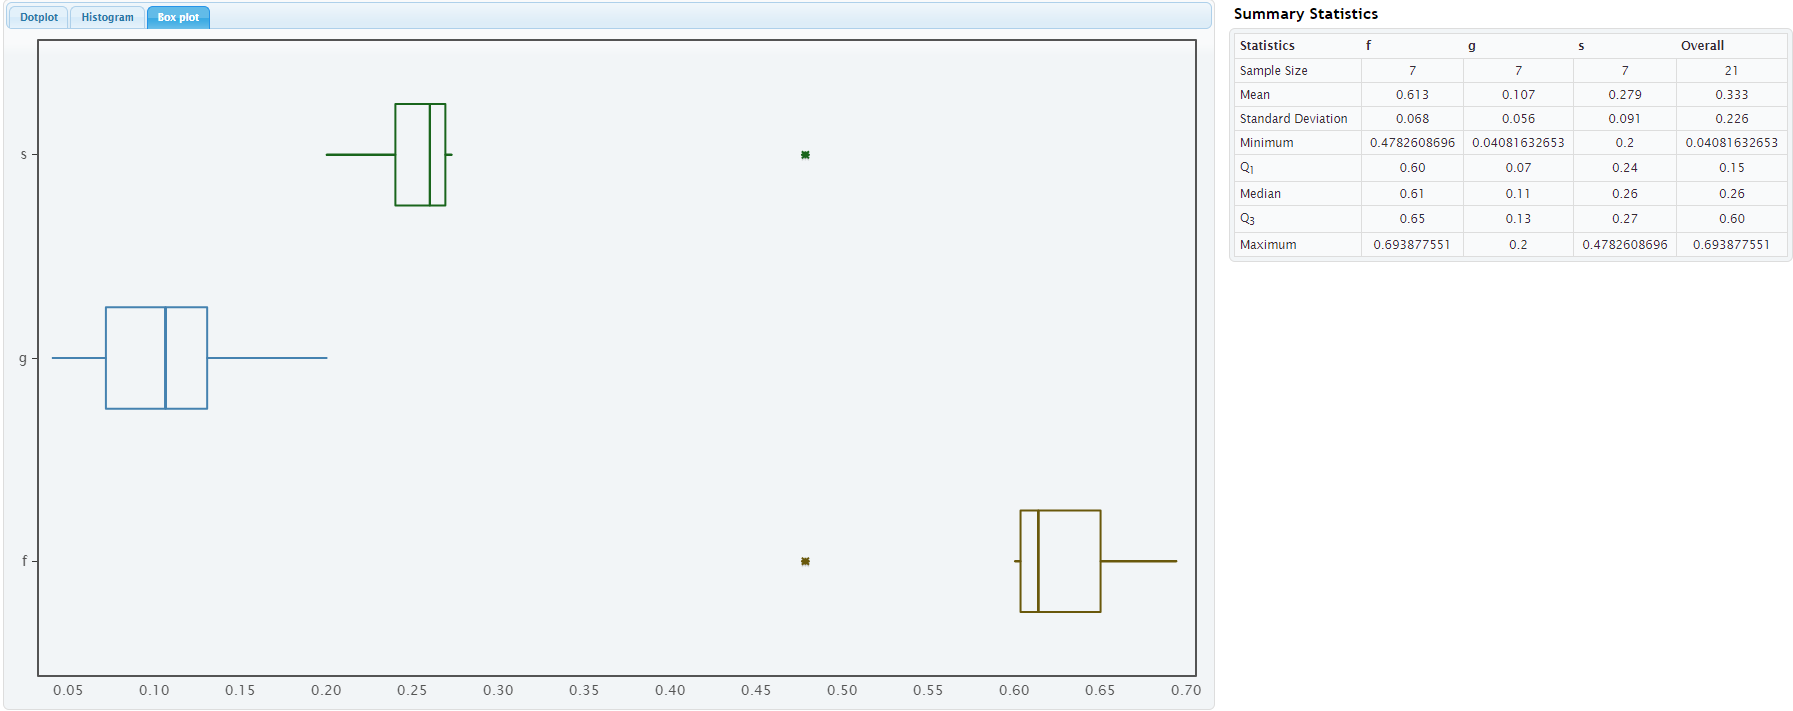 Dotplot Histogram Box plot
s
g
f
0.05 0.10 0.15 0.20 0.25 0.30 0.35 0.40 0.45 0.50 0.55 0.60 0.65 0.70
Summary Statistics
Statistics f g s Overall
Sample Size 7 7 7 21
Mean 0.613 0.107 0.279 0.333
Standard Deviation 0.068 0.056 0.091 0.226
Minimum 0.4782608696 0.04081632653 0.2 0.04081632653
Q1 0.60 0.07 0.24 0.15
Median 0.61 0.11 0.26 0.26
Q3 0.65 0.13 0.27 0.60
Maximum 0.693877551 0.2 0.4782608696 0.693877551